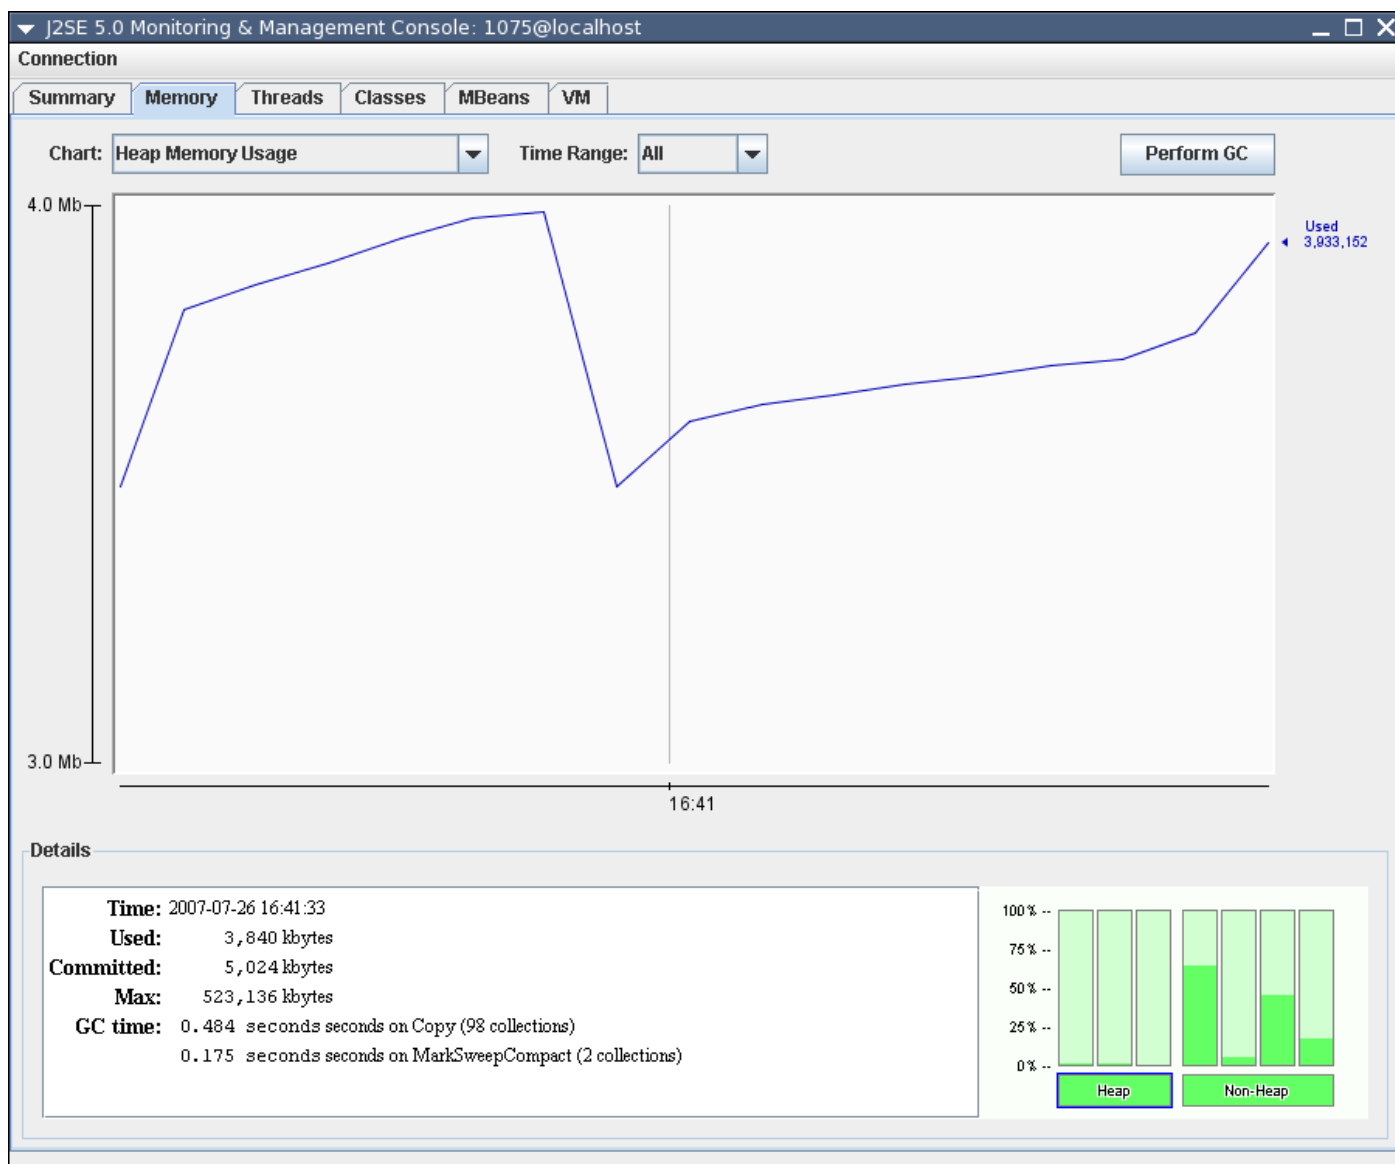 J2SE 5.0 Monitoring & Management Console: 1075@localhost
Connection
Summary Memory Threads Classes MBeans VM
Chart: Heap Memory Usage Time Range: All Perform GC
4.0 Mb
Used
3,933,152
3.0 Mb
16:41
Details
Time: 2007-07-26 16:41:33
Used: 3,840 kbytes
Committed: 5,024 kbytes
Max: 523,136 kbytes
GC time: 0.484 seconds seconds on Copy (98 collections)
0.175 seconds seconds on MarkSweepCompact (2 collections)
100% --
75% --
50% --
25% --
0% --
Heap Non-Heap